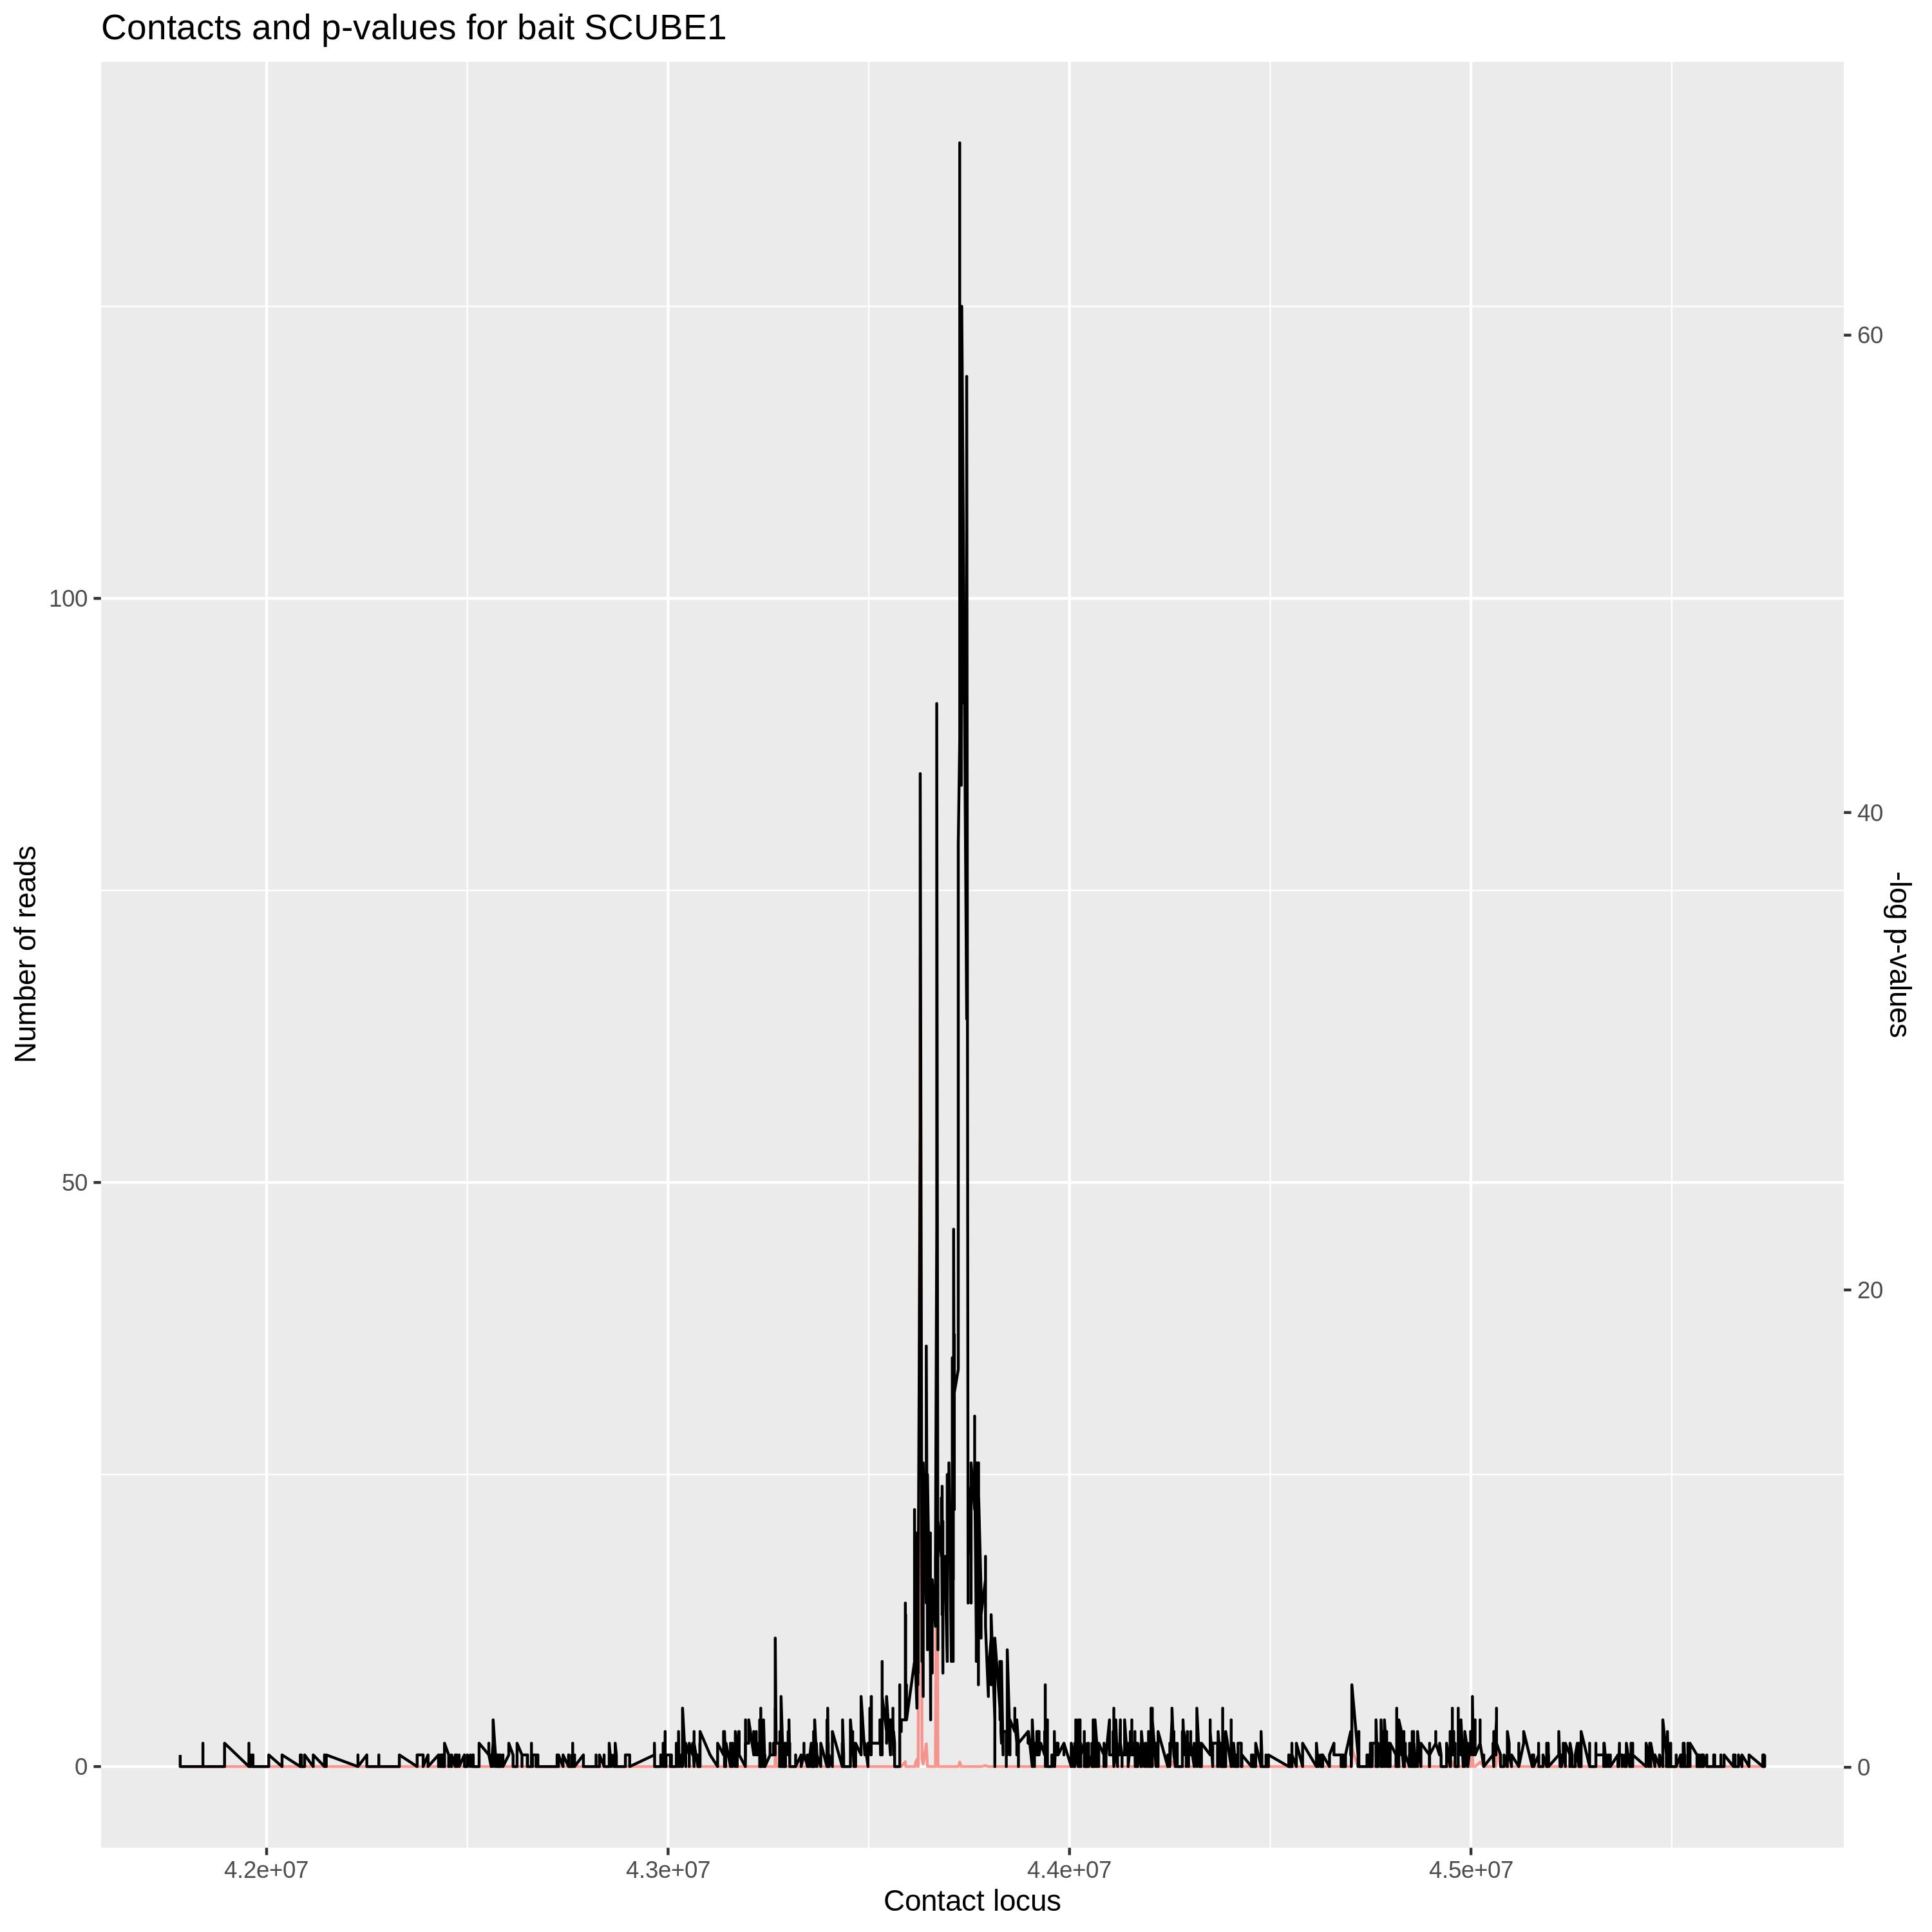 Contacts and p-values for bait SCUBE1
Number of reads
100
50
0
60
40
20
0
-log p-values
4.2e+07
4.3e+07
4.4e+07
4.5e+07
Contact locus